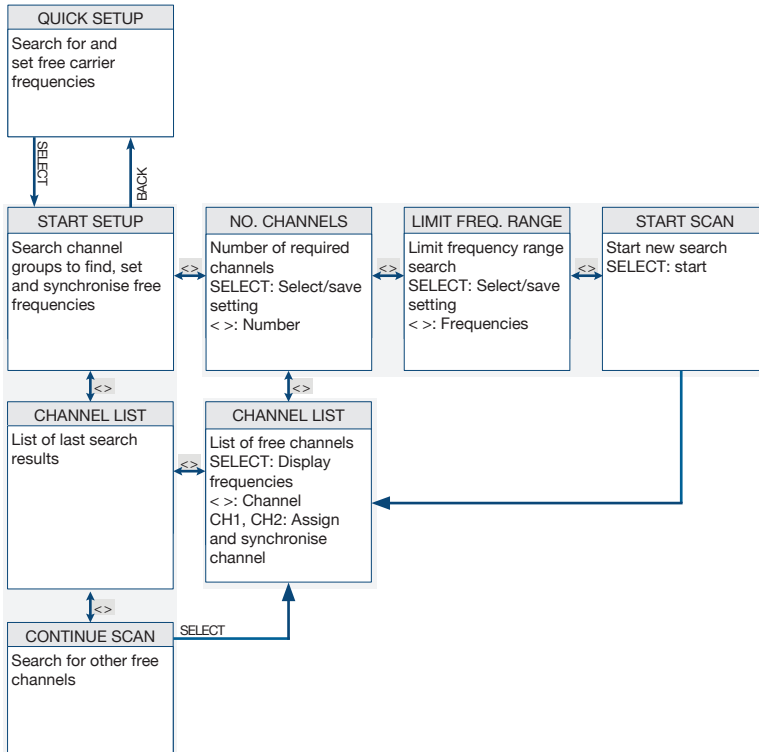 QUICK SETUP
Search for and
set free carrier
frequencies
SELECT
BACK
START SETUP
Search channel
groups to find, set
and synchronise free
frequencies
< >
NO. CHANNELS
Number of required
channels
SELECT: Select/save
setting
< >: Number
< >
LIMIT FREQ. RANGE
Limit frequency range
search
SELECT: Select/save
setting
< >: Frequencies
< >
START SCAN
Start new search
SELECT: start
< >
< >
CHANNEL LIST
List of last search
results
< >
CHANNEL LIST
List of free channels
SELECT: Display
frequencies
< >: Channel
CH1, CH2: Assign
and synchronise
channel
< >
CONTINUE SCAN
Search for other free
channels
SELECT